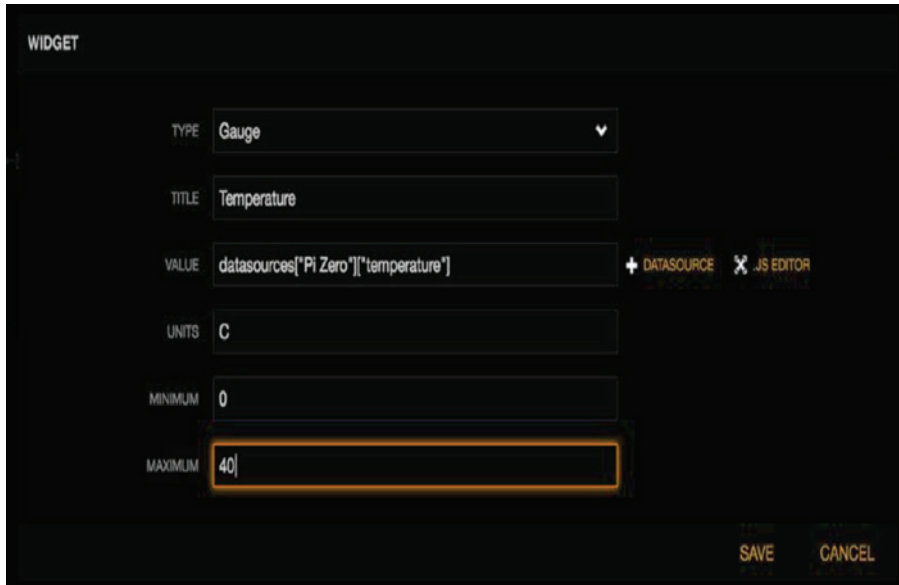 WIDGET
TYPE Gauge
TITLE Temperature
VALUE datasources["Pi Zero"]["temperature"] DATASOURCE .JS EDITOR
UNITS C
MINIMUM 0
MAXIMUM 40
SAVE CANCEL